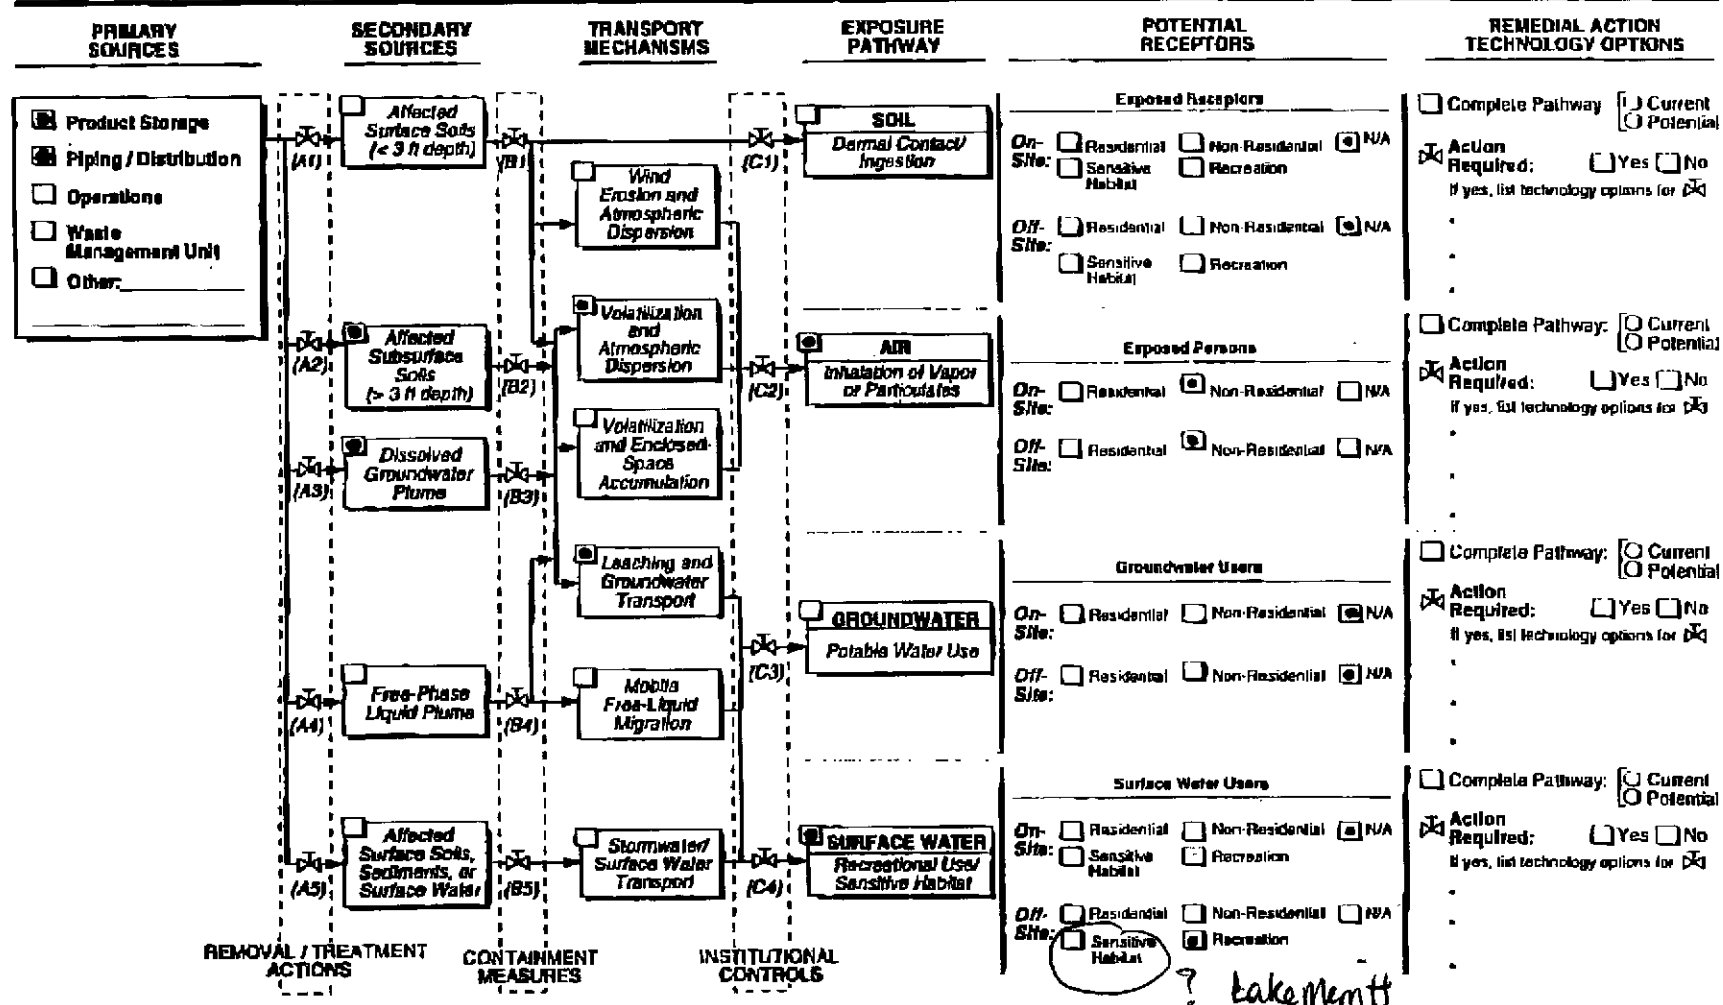 PRIMARY
SOURCES
SECONDARY
SOURCES
TRANSPORT
MECHANISMS
EXPOSURE
PATHWAY
POTENTIAL
RECEPTORS
REMEDIAL ACTION
TECHNOLOGY OPTIONS
Product Storage
Piping / Distribution
Operations
Waste
Management Unit
Other:
(A1)
(A2)
(A3)
(A4)
(A5)
REMOVAL / TREATMENT
ACTIONS
Affected
Surface Soils
(< 3 ft depth)
Affected
Subsurface
Soils
(> 3 ft depth)
Dissolved
Groundwater
Plume
Free-Phase
Liquid Plume
Affected
Surface Soils,
Sediments, or
Surface Water
(B1)
(B2)
(B3)
(B4)
(B5)
CONTAINMENT
MEASURES
Wind
Erosion and
Atmospheric
Dispersion
Volatilization
and
Atmospheric
Dispersion
Volatilization
and Enclosed-
Space
Accumulation
Leaching and
Groundwater
Transport
Mobile
Free-Liquid
Migration
Stormwater/
Surface Water
Transport
(C1)
(C2)
(C3)
(C4)
INSTITUTIONAL
CONTROLS
SOIL
Dermal Contact/
Ingestion
AIR
Inhalation of Vapor
or Particulates
GROUNDWATER
Potable Water Use
SURFACE WATER
Recreational Use/
Sensitive Habitat
Exposed Receptors
On-Site: Residential Non-Residential N/A
Sensitive Habitat Recreation
Off-Site: Residential Non-Residential N/A
Sensitive Habitat Recreation
Exposed Persons
On-Site: Residential Non-Residential N/A
Off-Site: Residential Non-Residential N/A
Groundwater Users
On-Site: Residential Non-Residential N/A
Off-Site: Residential Non-Residential N/A
Surface Water Users
On-Site: Residential Non-Residential N/A
Sensitive Habitat Recreation
Off-Site: Residential Non-Residential N/A
Sensitive Habitat Recreation
? Lake Merritt
Complete Pathway Current
Potential
Action
Required: Yes No
If yes, list technology options for
Complete Pathway: Current
Potential
Action
Required: Yes No
If yes, list technology options for
Complete Pathway: Current
Potential
Action
Required: Yes No
If yes, list technology options for
Complete Pathway: Current
Potential
Action
Required: Yes No
If yes, list technology options for